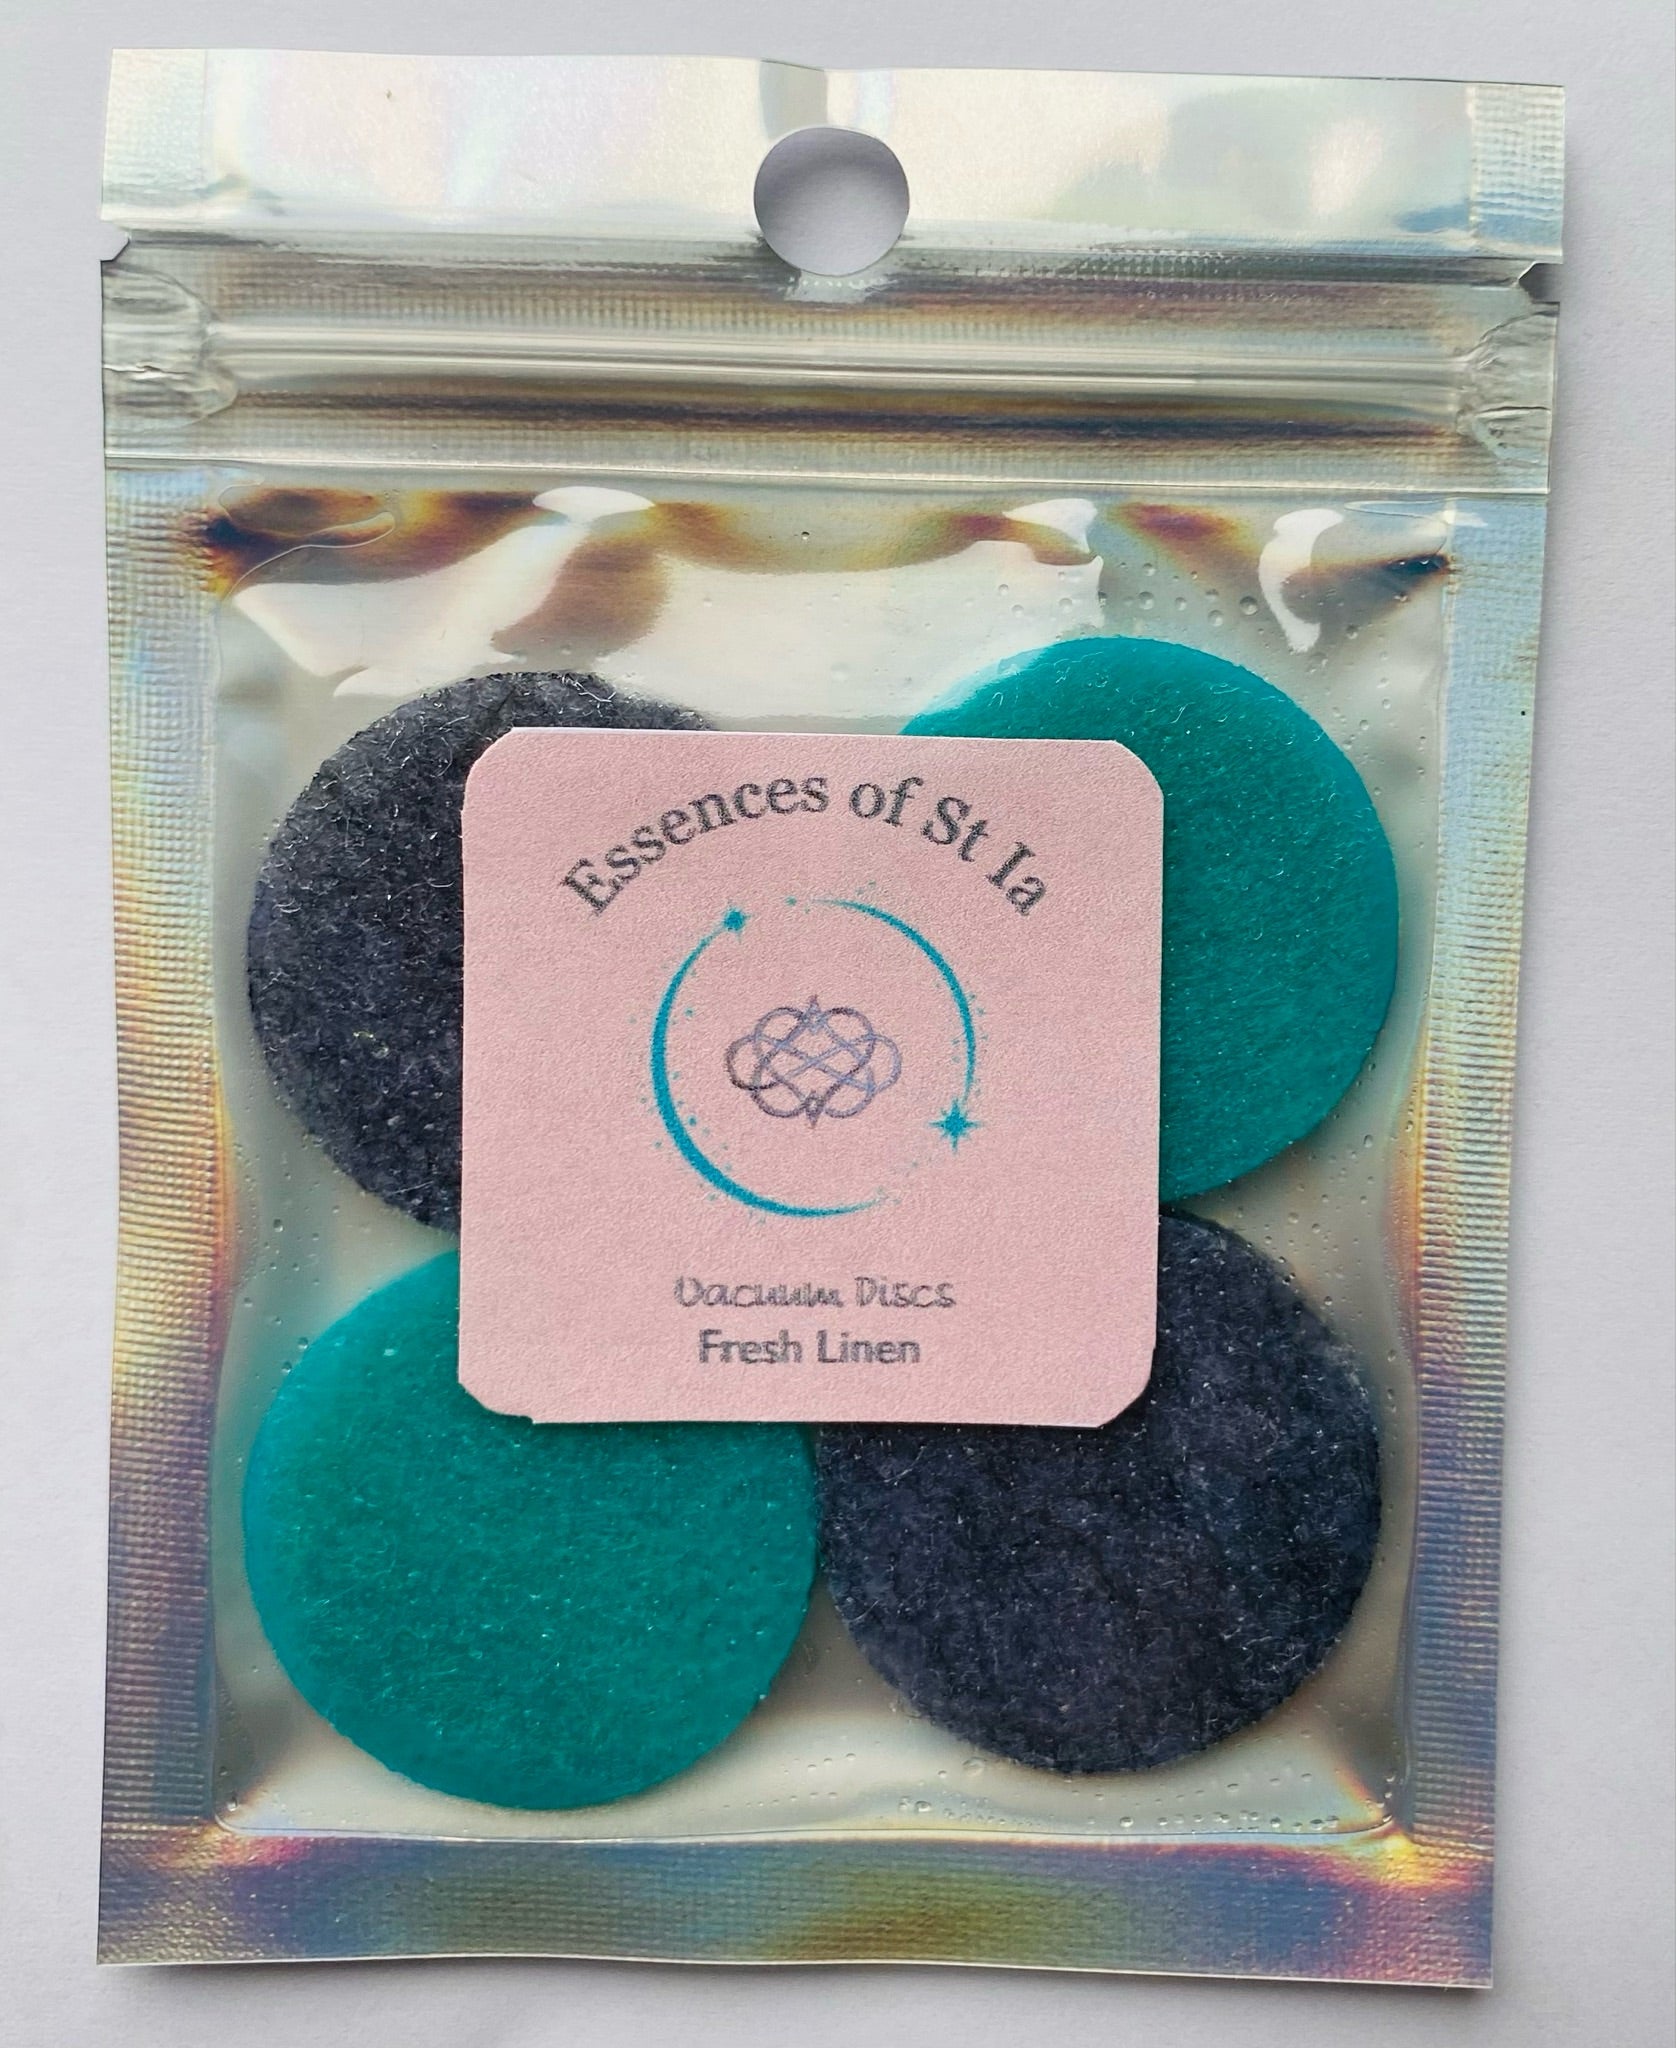 Essences of St Ia
Vacuum Discs
Fresh Linen